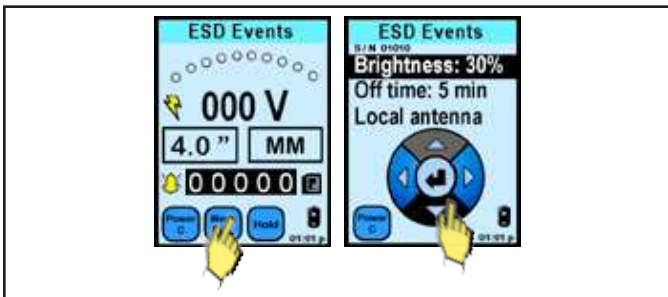 ESD Events
000 V
4.0 ” MM
00000
Power C Hold
01:01 p
ESD Events
S/N 01010
Brightness: 30%
Off time: 5 min
Local antenna
Power C
01:01 p